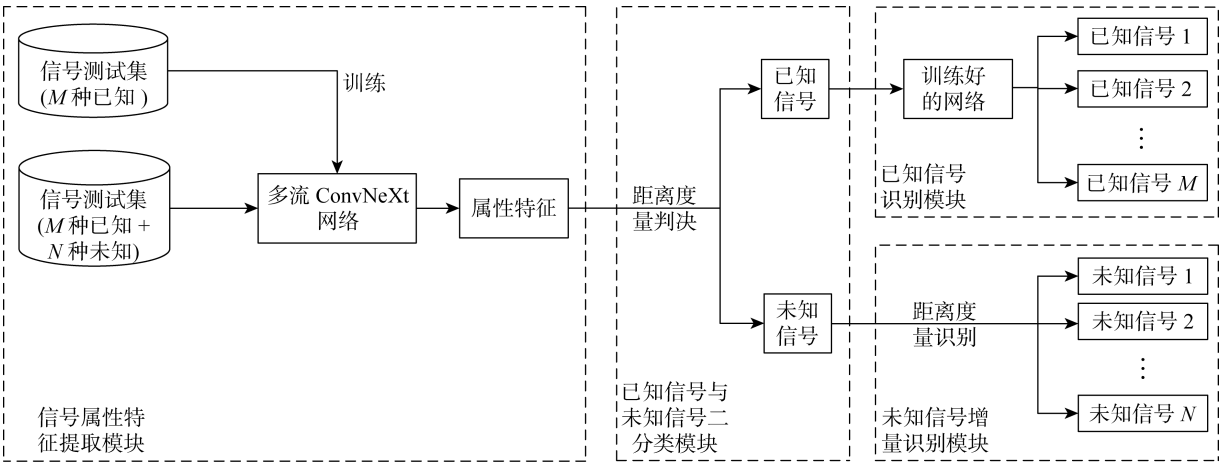 信号测试集
(M 种已知 )
训练
信号测试集
(M 种已知 +
N 种未知)
多流 ConvNeXt
网络
属性特征
信号属性特
征提取模块
距离度
量判决
已知
信号
未知
信号
已知信号与
未知信号二
分类模块
训练好
的网络
已知信号 1
已知信号 2
⋮
已知信号 M
已知信号
识别模块
距离度
量识别
未知信号 1
未知信号 2
⋮
未知信号 N
未知信号增
量识别模块